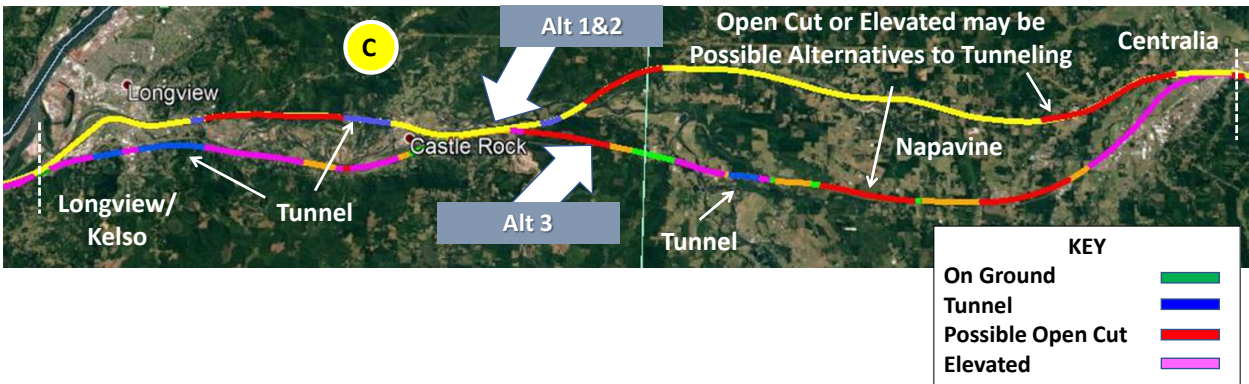 Alt 1&2
Open Cut or Elevated may be
Possible Alternatives to Tunneling
Centralia
C
Longview
Castle Rock
Napavine
Longview/
Kelso
Tunnel
Alt 3
Tunnel
KEY
On Ground
Tunnel
Possible Open Cut
Elevated